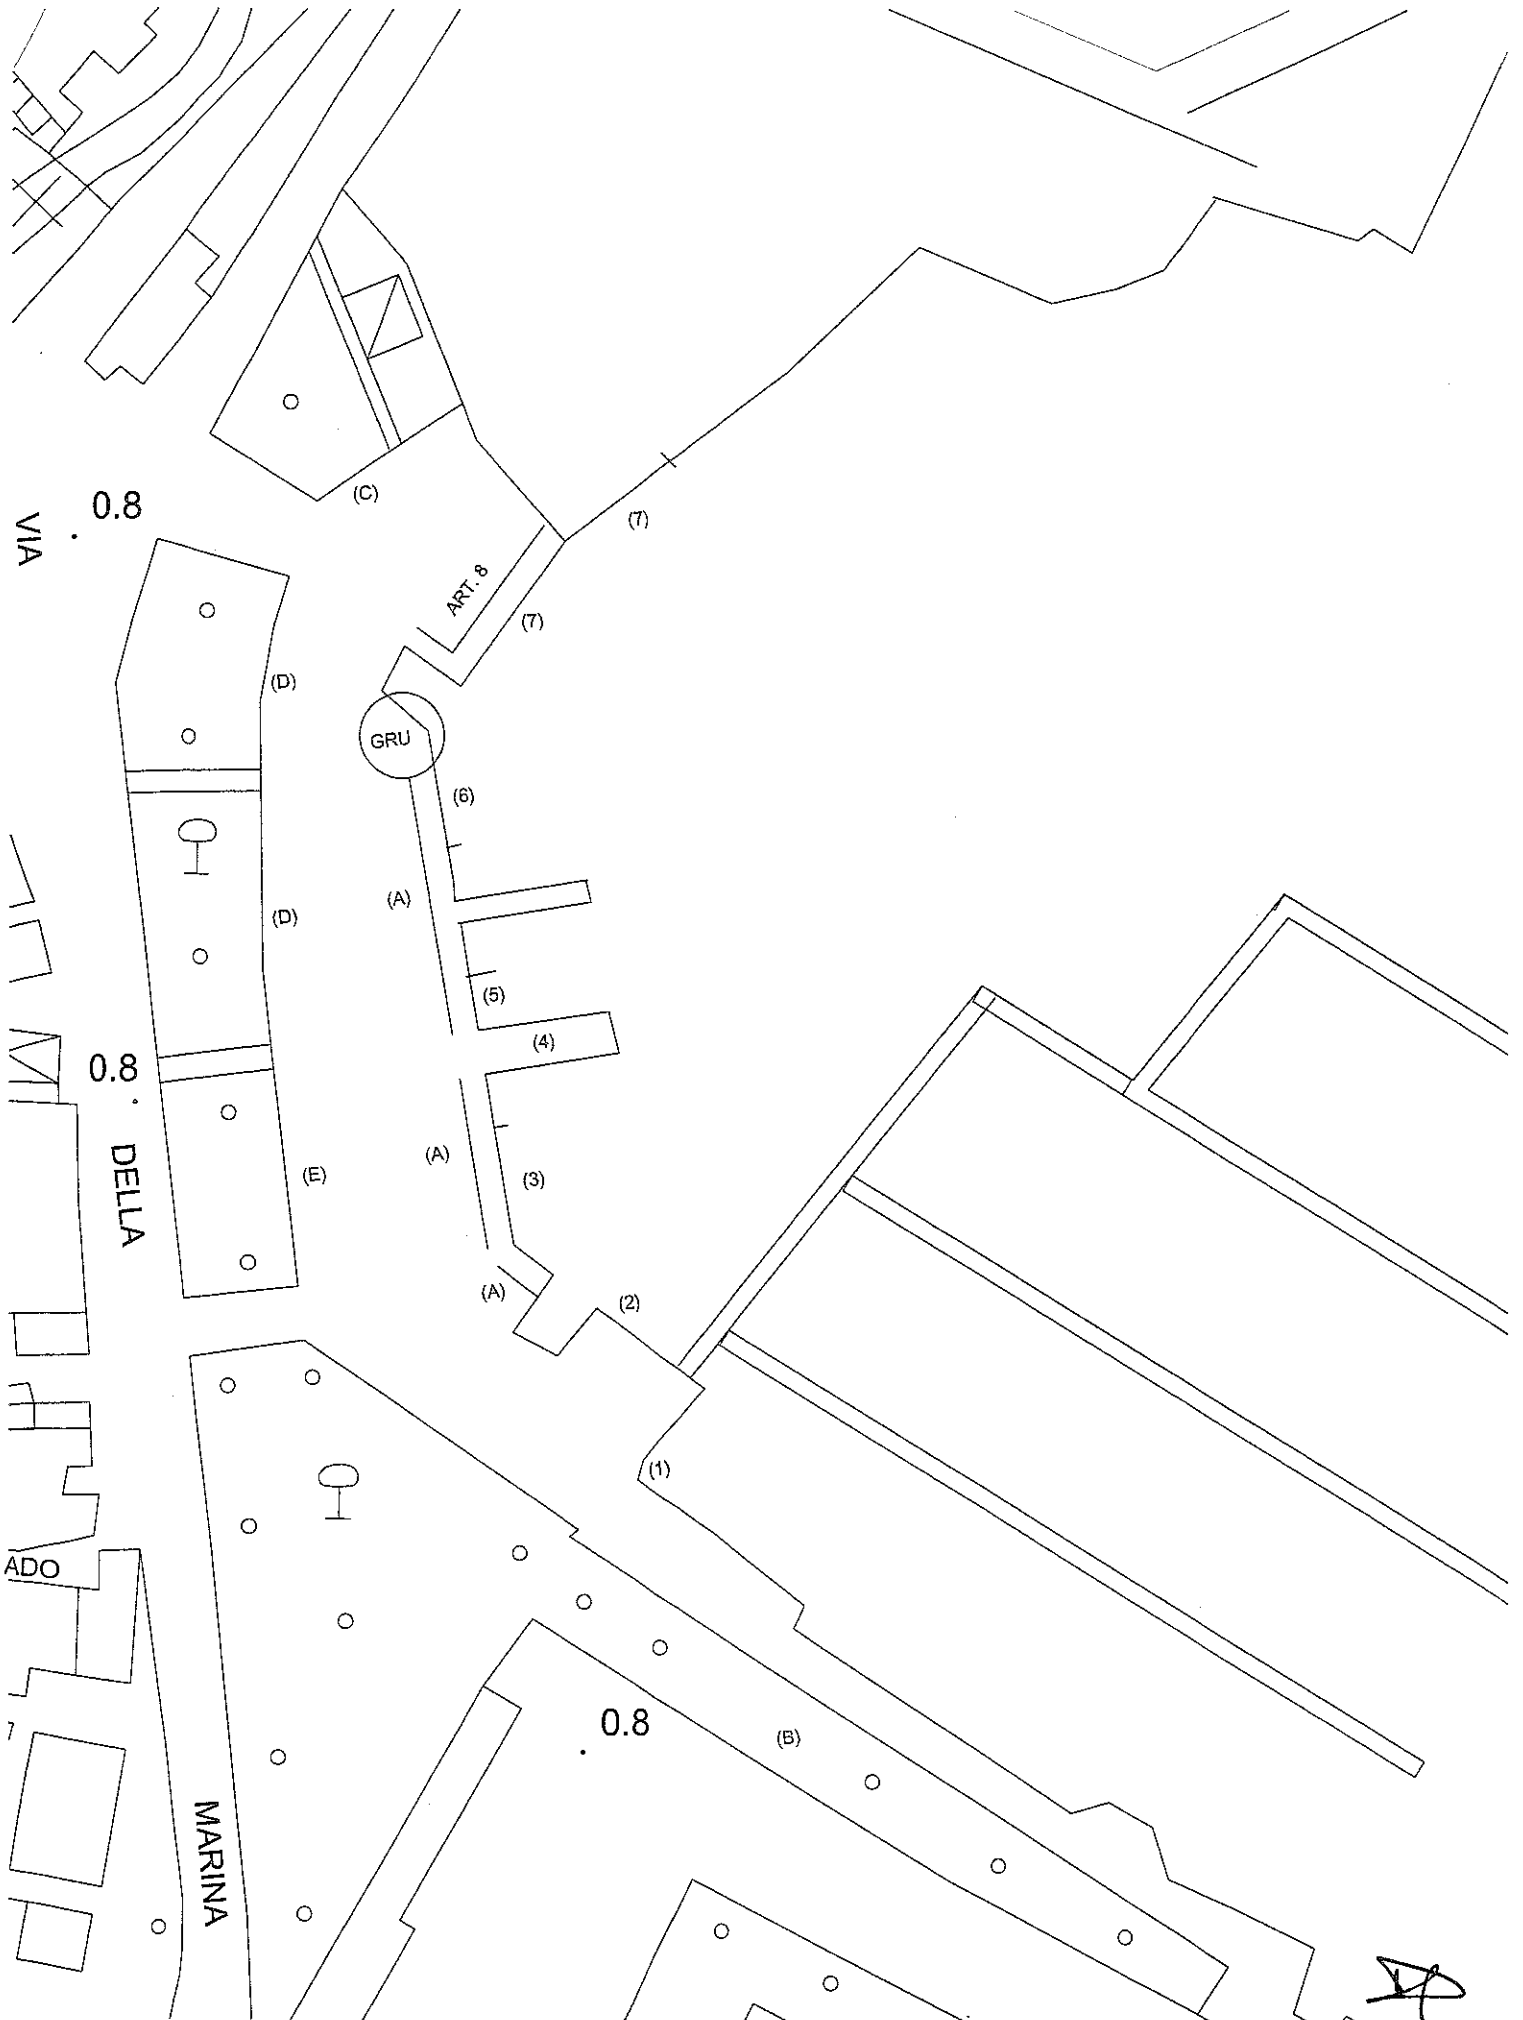 0.8
VIA
(C)
(7)
ART. 8
(7)
(D)
GRU
(6)
(A)
(D)
(5)
(4)
0.8
DELLA
(A)
(3)
(E)
(A)
(2)
(1)
ADO
0.8
(B)
MARINA